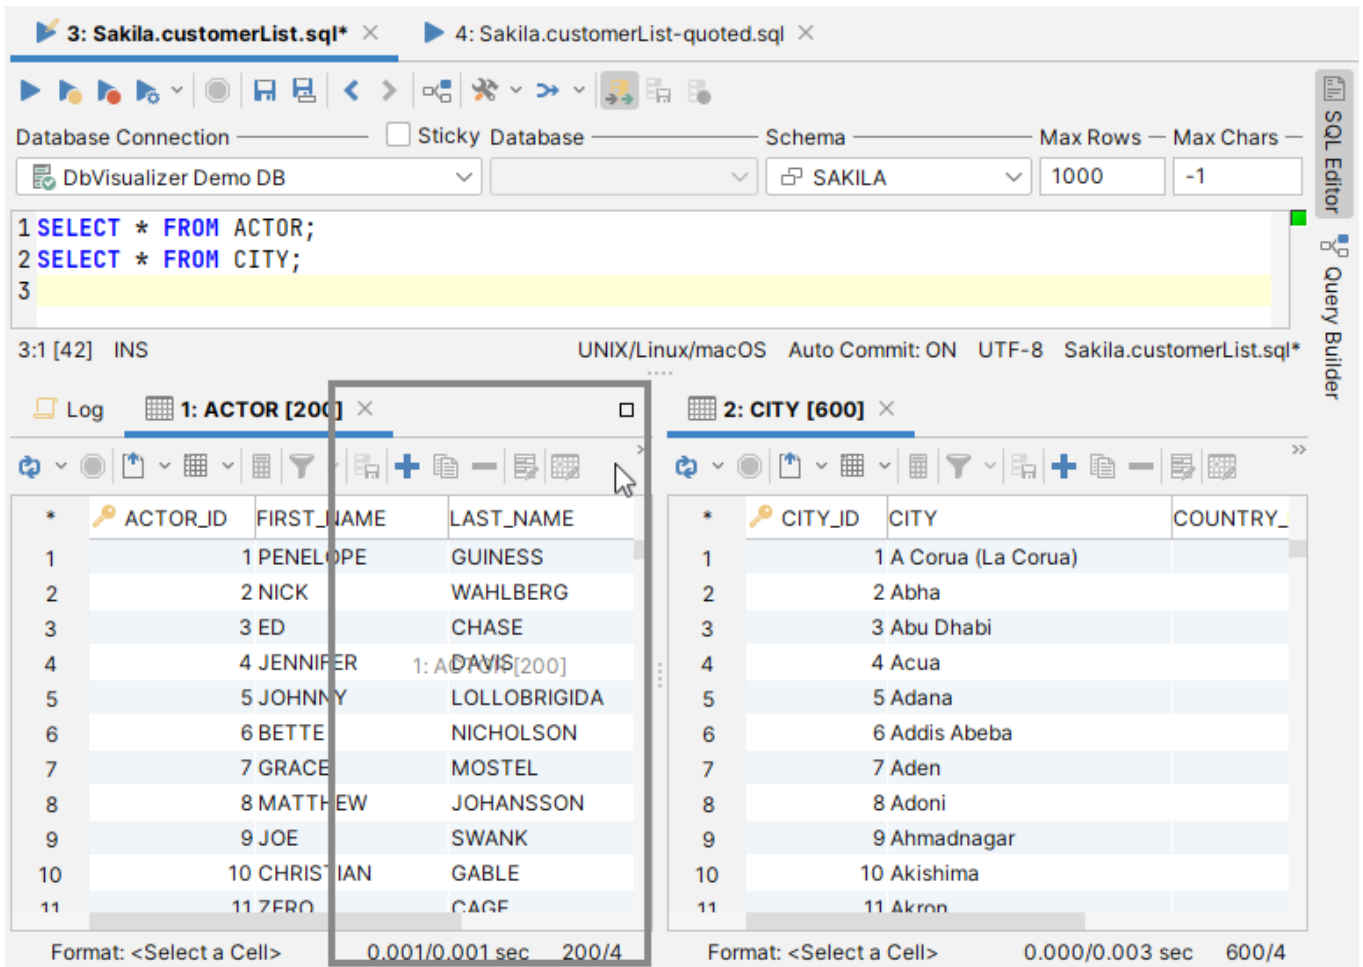 3: Sakila.customerList.sql* 4: Sakila.customerList-quoted.sql
Database Connection Sticky Database Schema Max Rows Max Chars
DbVisualizer Demo DB SAKILA 1000 -1
1 SELECT * FROM ACTOR;
2 SELECT * FROM CITY;
3
3:1 [42] INS UNIX/Linux/macOS Auto Commit: ON UTF-8 Sakila.customerList.sql*
SQL Editor
Query Builder
Log 1: ACTOR [200]
* ACTOR_ID FIRST_NAME LAST_NAME
1 1 PENELOPE GUINESS
2 2 NICK WAHLBERG
3 3 ED CHASE
4 4 JENNIFER DAVIS
1: ACTOR [200]
5 5 JOHNNY LOLLOBRIGIDA
6 6 BETTE NICHOLSON
7 7 GRACE MOSTEL
8 8 MATTHEW JOHANSSON
9 9 JOE SWANK
10 10 CHRISTIAN GABLE
11 11 ZERO CAGE
Format: <Select a Cell> 0.001/0.001 sec 200/4
2: CITY [600]
* CITY_ID CITY COUNTRY_
1 1 A Corua (La Corua)
2 2 Abha
3 3 Abu Dhabi
4 4 Acua
5 5 Adana
6 6 Addis Abeba
7 7 Aden
8 8 Adoni
9 9 Ahmadnagar
10 10 Akishima
11 11 Akron
Format: <Select a Cell> 0.000/0.003 sec 600/4